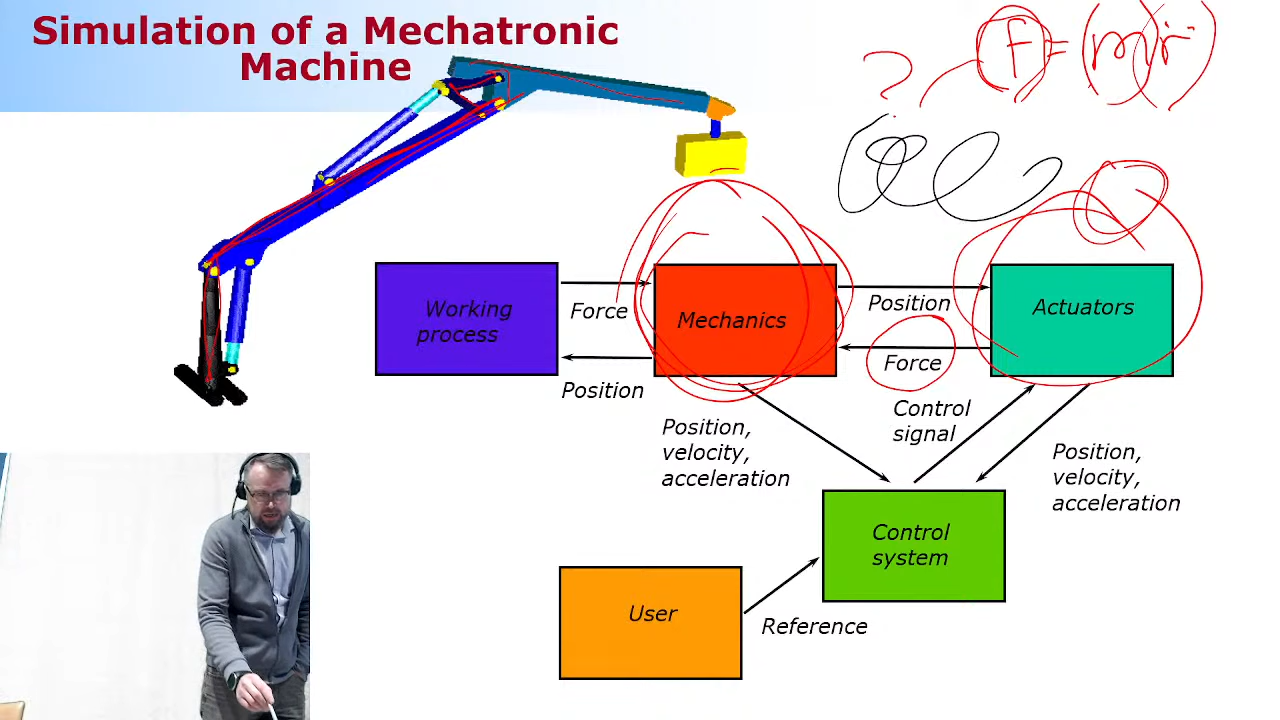 Simulation of a Mechatronic
Machine
? F = (m)(r̈)
Working
process
Force
Position
Mechanics
Position
Force
Actuators
Position,
velocity,
acceleration
Control
signal
Position,
velocity,
acceleration
Control
system
User
Reference